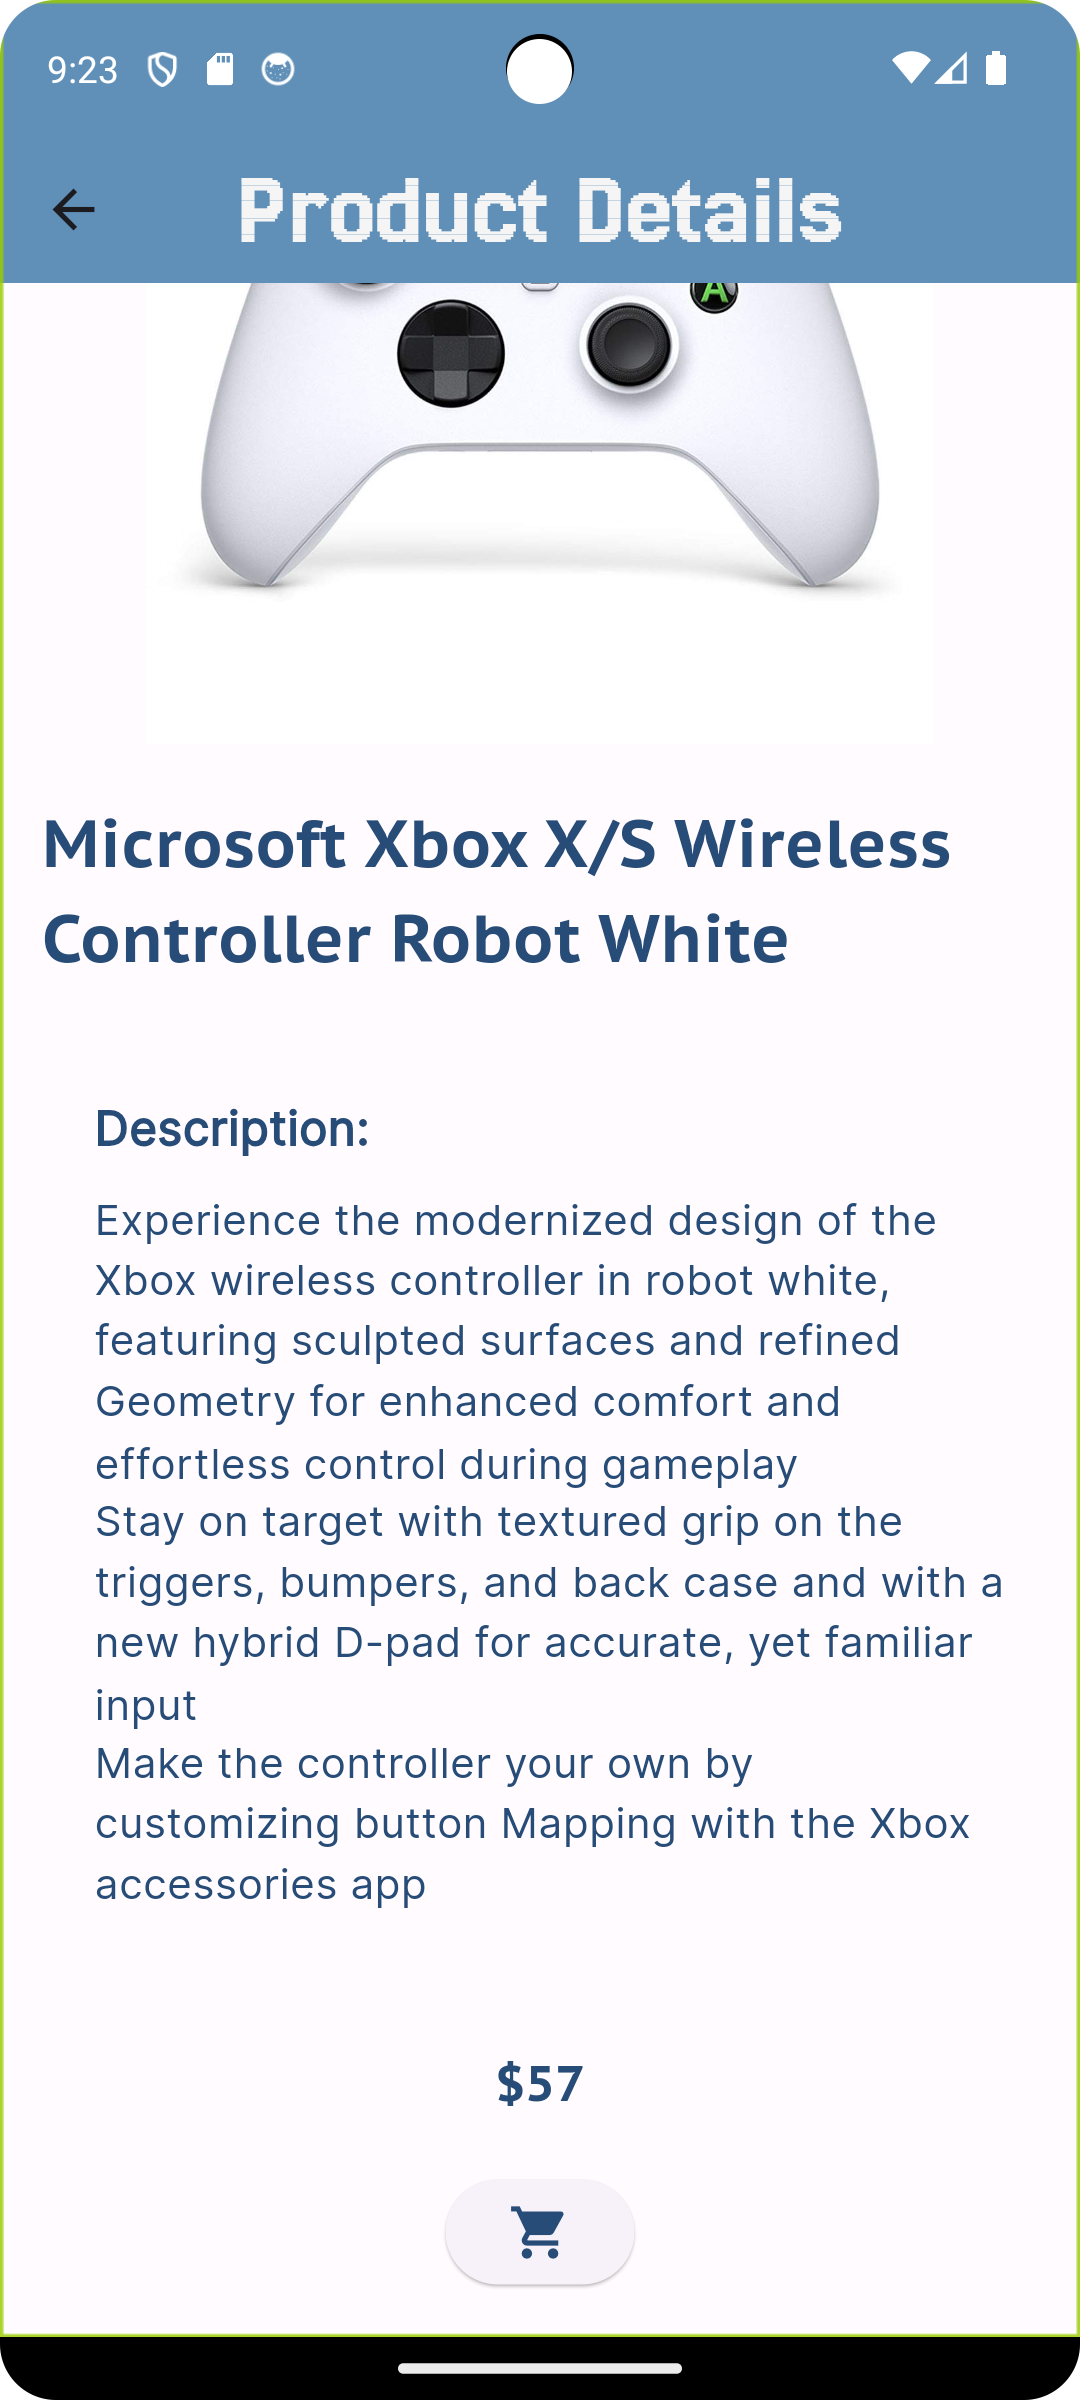 9:23
Product Details
A
Microsoft Xbox X/S Wireless
Controller Robot White
Description:
Experience the modernized design of the
Xbox wireless controller in robot white,
featuring sculpted surfaces and refined
Geometry for enhanced comfort and
effortless control during gameplay
Stay on target with textured grip on the
triggers, bumpers, and back case and with a
new hybrid D-pad for accurate, yet familiar
input
Make the controller your own by
customizing button Mapping with the Xbox
accessories app
$57